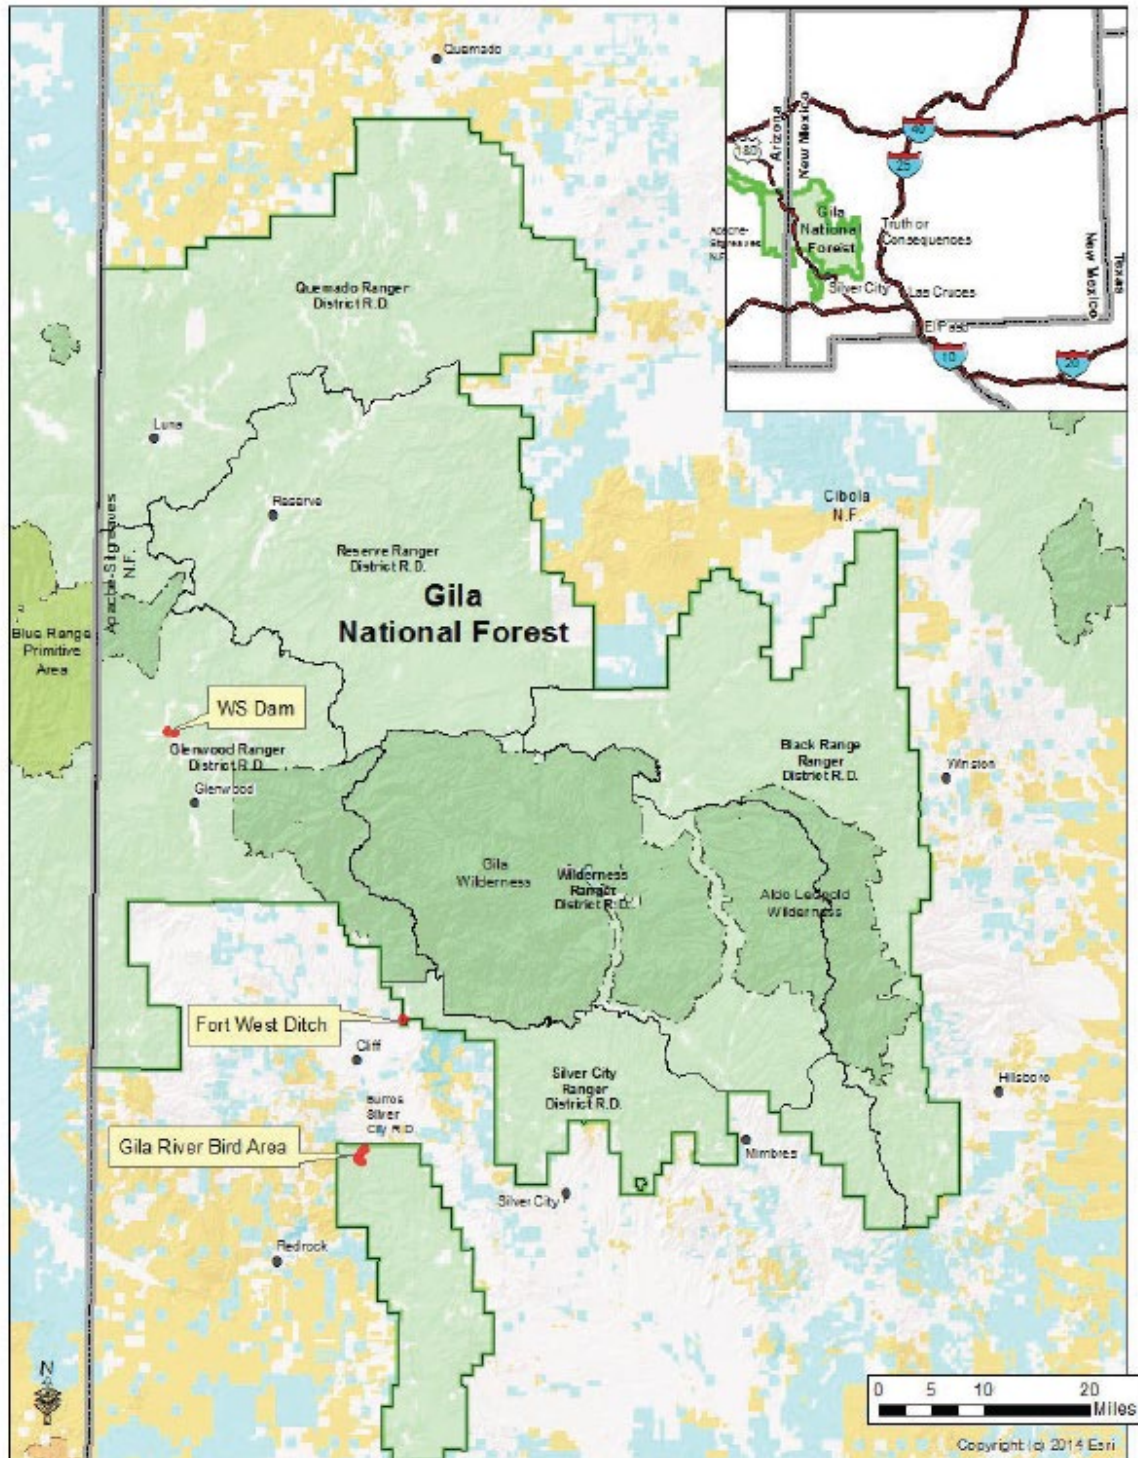 Quemado
Arizona
New Mexico
40
180
25
Gila
National
Forest
Apache-
Sitgreaves
N.F.
Truth or
Consequences
New Mexico
Texas
Silver City
Las Cruces
El Paso
10
20
Quemado Ranger
District R.D.
Luna
Reserve
Apache-Sitgreaves
N.F.
Cibola
N.F.
Reserve Ranger
District R.D.
Gila
National Forest
Blue Range
Primitive
Area
WS Dam
Glenwood Ranger
District R.D.
Glenwood
Black Range
Ranger
District R.D.
Winston
Gila
Wilderness
Wilderness
Ranger
District R.D.
Aldo Leopold
Wilderness
Fort West Ditch
Cliff
Silver City
Ranger
District R.D.
Hillsboro
Burros
Silver
City R.D.
Gila River Bird Area
Mimbres
Silver City
Redrock
N
0 5 10 20
Miles
Copyright (c) 2014 Esri